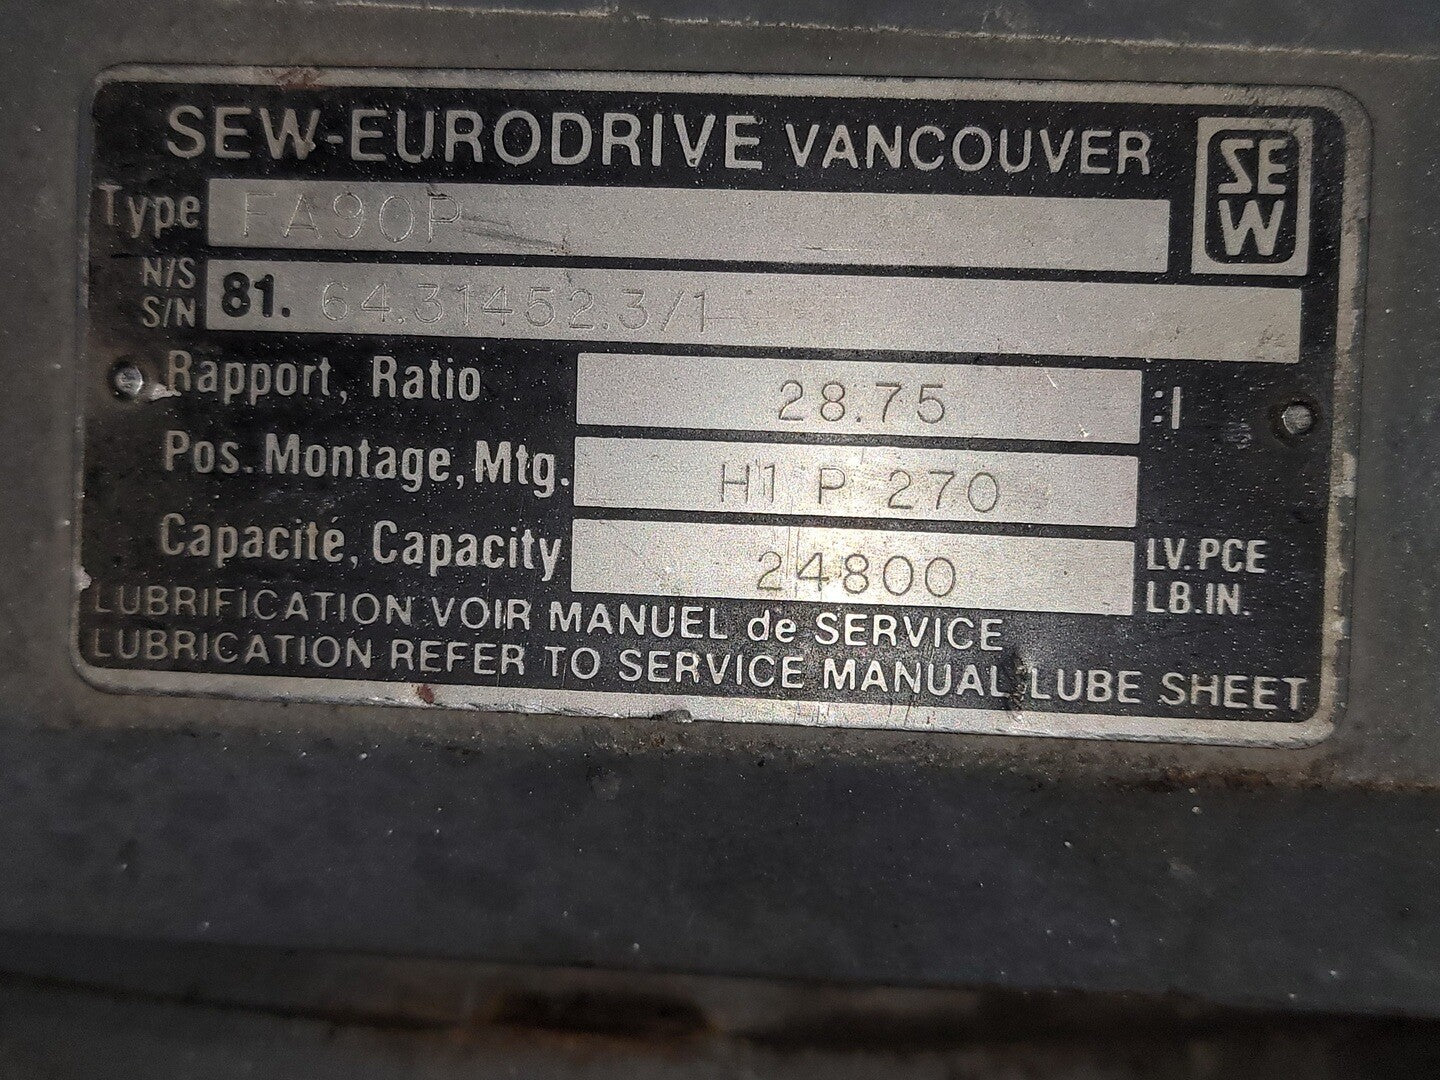 SEW-EURODRIVE VANCOUVER
SEW
Type FA90P
N/S
S/N 81. 64.31452.3/1
Rapport, Ratio 28.75 :1
Pos. Montage, Mtg. H1 P 270
Capacité, Capacity 24800 LV. PCE
LB.IN.
LUBRIFICATION VOIR MANUEL de SERVICE
LUBRICATION REFER TO SERVICE MANUAL LUBE SHEET